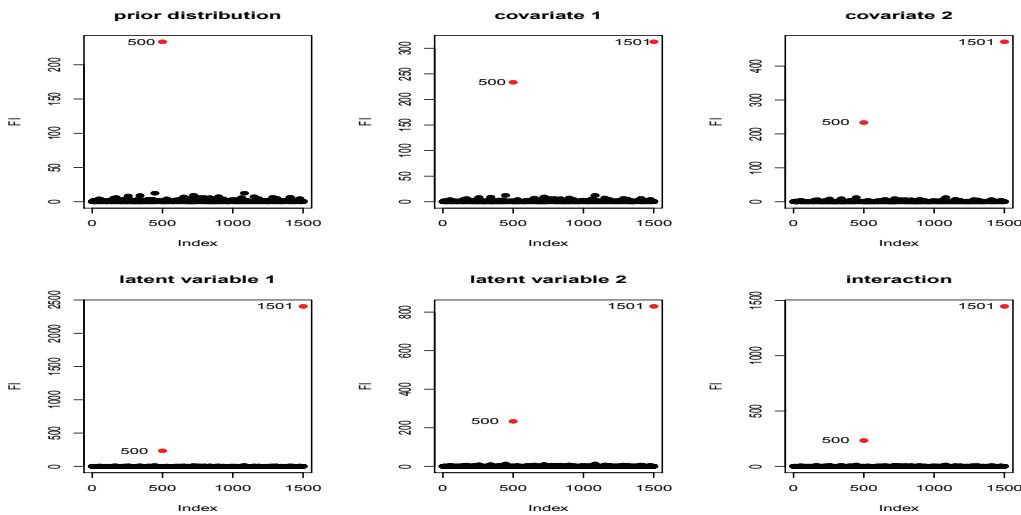 prior distribution
FI
0 50 100 150 200
500
0 500 1000 1500
Index
covariate 1
FI
0 50 100 150 200 250 300
1501
500
0 500 1000 1500
Index
covariate 2
FI
0 100 200 300 400
1501
500
0 500 1000 1500
Index
latent variable 1
FI
0 500 1000 1500 2000 2500
1501
500
0 500 1000 1500
Index
latent variable 2
FI
0 200 400 600 800
1501
500
0 500 1000 1500
Index
interaction
FI
0 500 1000 1500
1501
500
0 500 1000 1500
Index